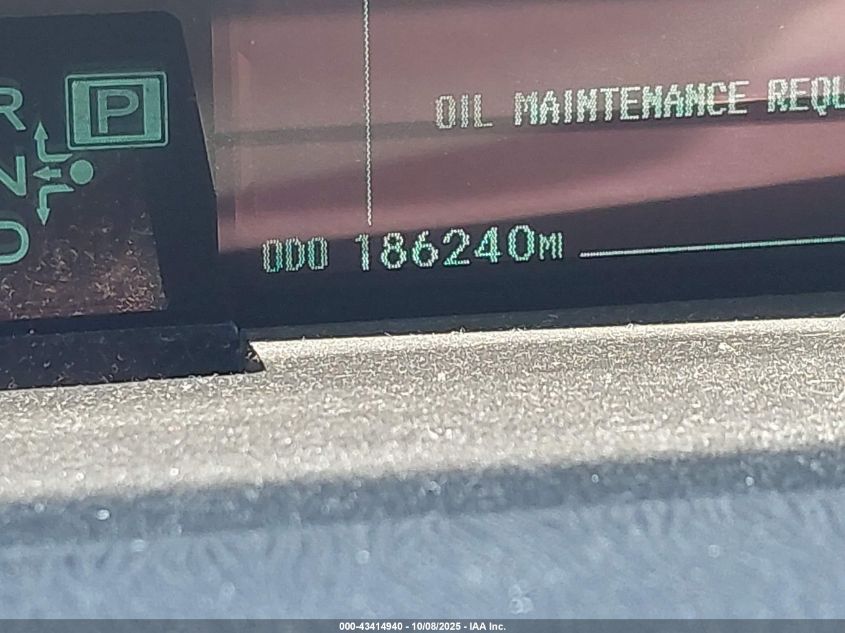 OIL MAINTENANCE REQU
R
P
N
D
ODO 186240MI
000-43414940 - 10/08/2025 - IAA Inc.